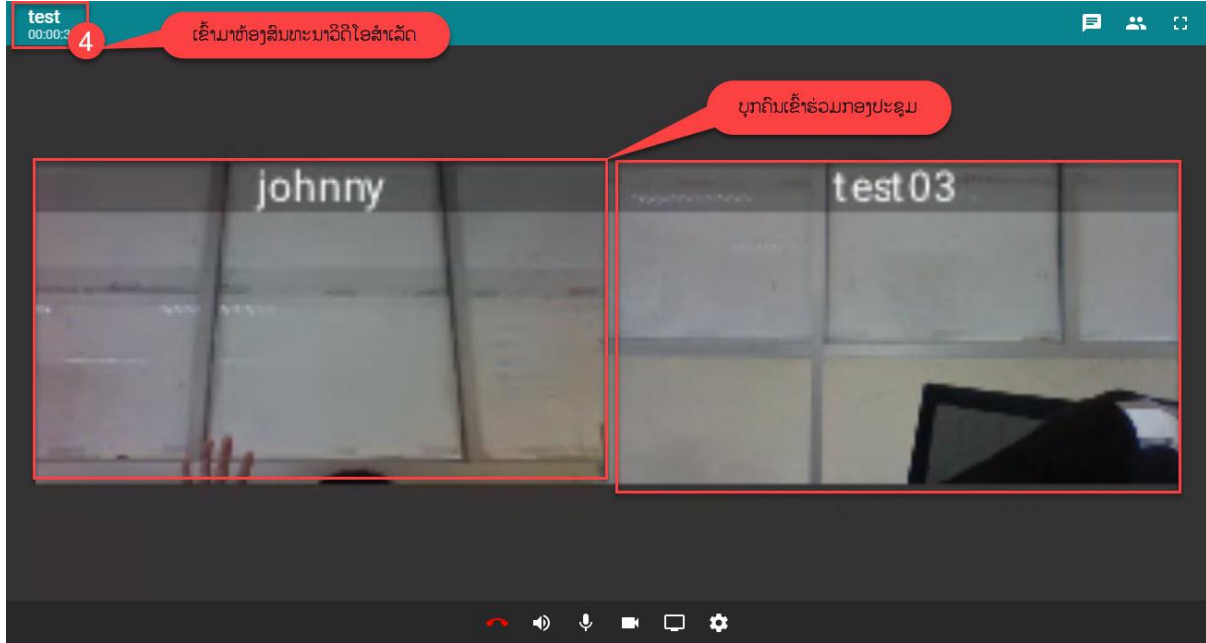 test
00:00:3
4
ເຂົ້າມາຫ້ອງສົນທະນາວິດີໂອສຳເລັດ
ບຸກຄົນເຂົ້າຮ່ວມກອງປະຊຸມ
johnny
test03